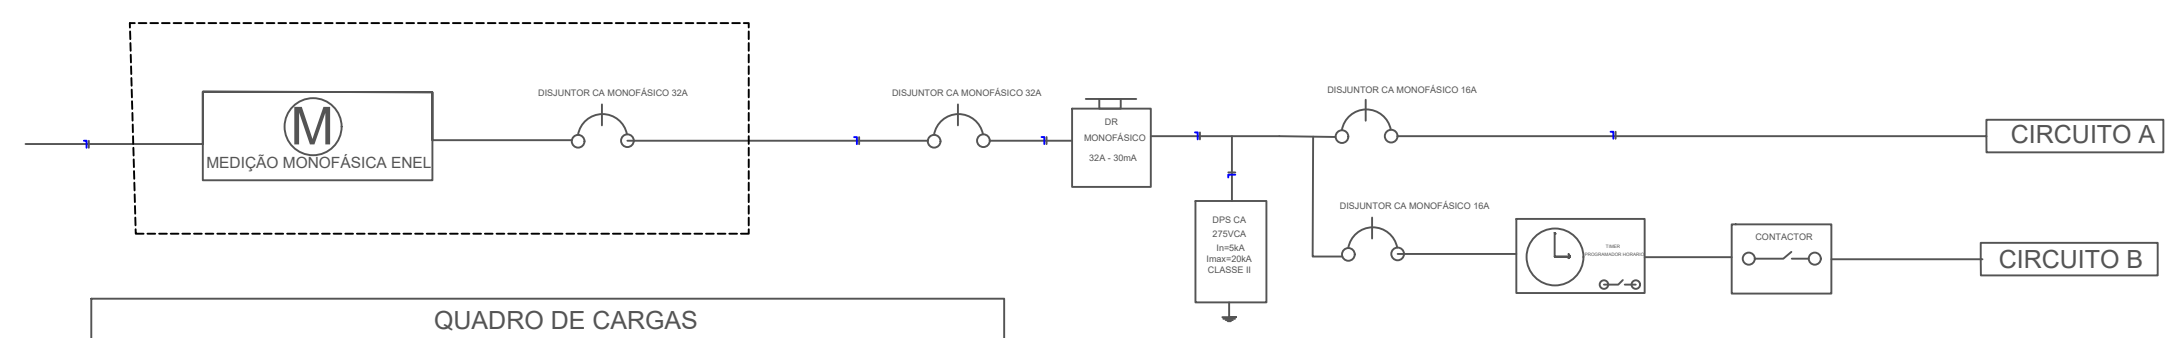 M
MEDIÇÃO MONOFÁSICA ENEL
DISJUNTOR CA MONOFÁSICO 32A
DISJUNTOR CA MONOFÁSICO 32A
DR
MONOFÁSICO
32A - 30mA
DPS CA
275VCA
In=5kA
Imax=20kA
CLASSE II
DISJUNTOR CA MONOFÁSICO 16A
CIRCUITO A
DISJUNTOR CA MONOFÁSICO 16A
TIMER
PROGRAMADOR HORARIO
CONTACTOR
CIRCUITO B
QUADRO DE CARGAS